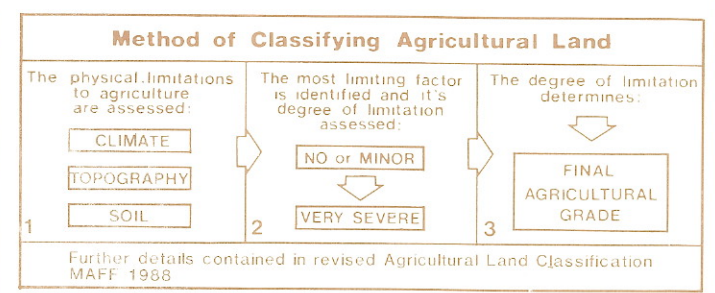 Method of Classifying Agricultural Land
The physical limitations
to agriculture
are assessed:
CLIMATE
TOPOGRAPHY
SOIL
1
The most limiting factor
is identified and it's
degree of limitation
assessed:
NO or MINOR
VERY SEVERE
2
The degree of limitation
determines:
FINAL
AGRICULTURAL
GRADE
3
Further details contained in revised Agricultural Land Classification
MAFF 1988